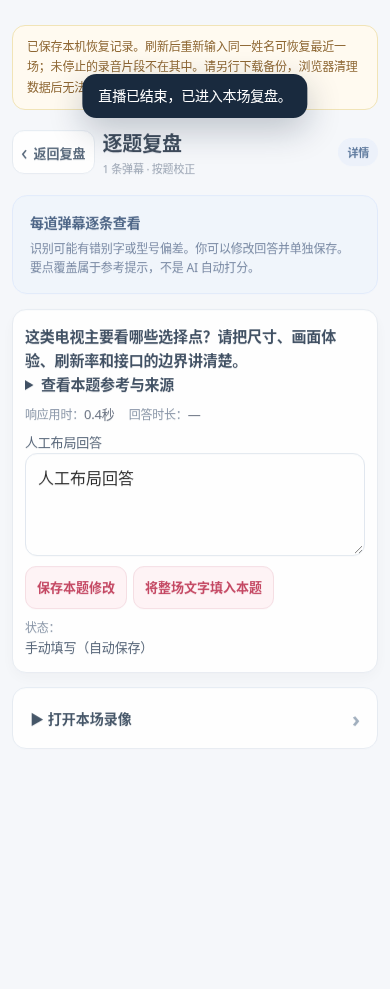 已保存本机恢复记录。刷新后重新输入同一姓名可恢复最近一
场；未停止的录音片段不在其中。请另行下载备份，浏览器清理
数据后无法
直播已结束，已进入本场复盘。
‹ 返回复盘
逐题复盘
1 条弹幕 · 按题校正
详情
每道弹幕逐条查看
识别可能有错别字或型号偏差。你可以修改回答并单独保存。
要点覆盖属于参考提示，不是 AI 自动打分。
这类电视主要看哪些选择点？请把尺寸、画面体
验、刷新率和接口的边界讲清楚。
▶ 查看本题参考与来源
响应用时：0.4秒 回答时长：—
人工布局回答
人工布局回答
保存本题修改 将整场文字填入本题
状态：
手动填写（自动保存）
▶ 打开本场录像 ›